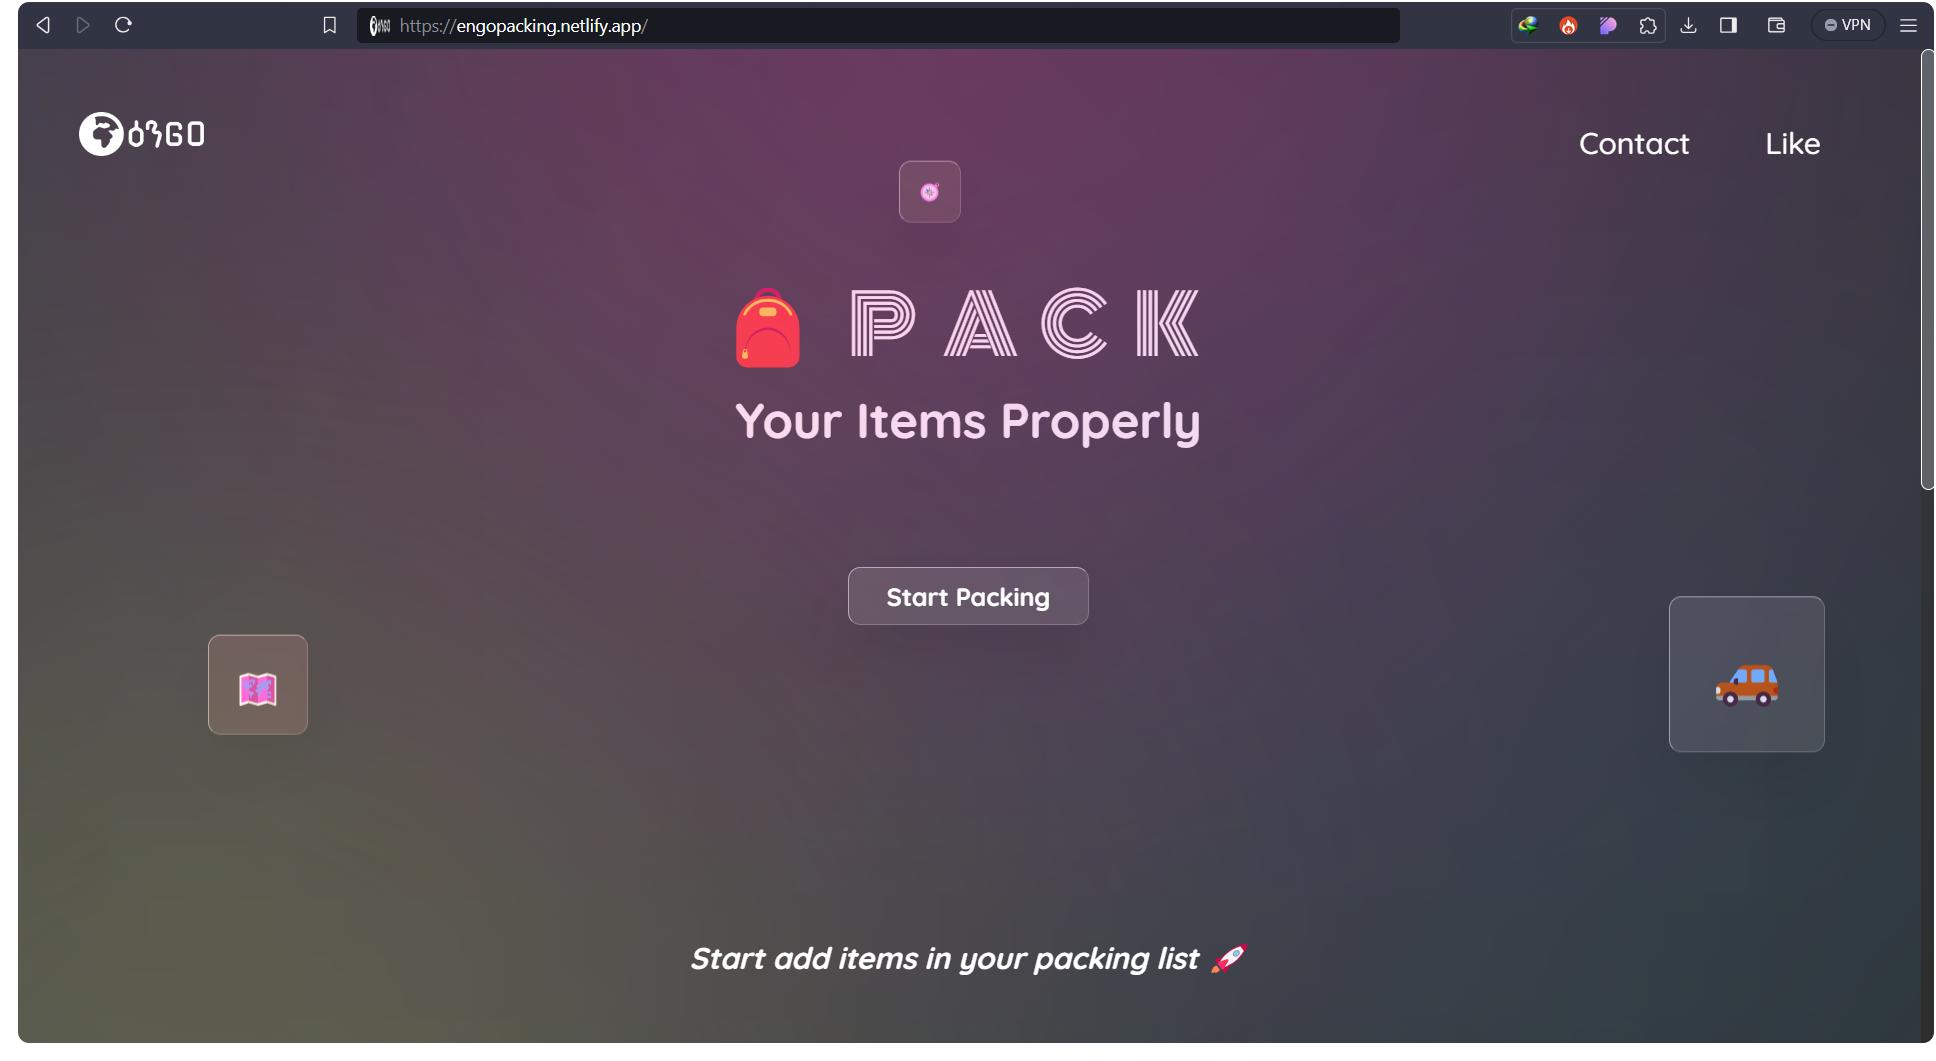 https://engopacking.netlify.app/
VPN
ዕንGO
Contact
Like
PACK
Your Items Properly
Start Packing
Start add items in your packing list 🚀